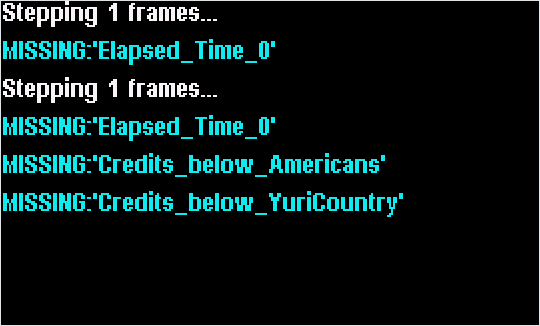 Stepping 1 frames...
MISSING:'Elapsed_Time_0'
Stepping 1 frames...
MISSING:'Elapsed_Time_0'
MISSING:'Credits_below_Americans'
MISSING:'Credits_below_YuriCountry'